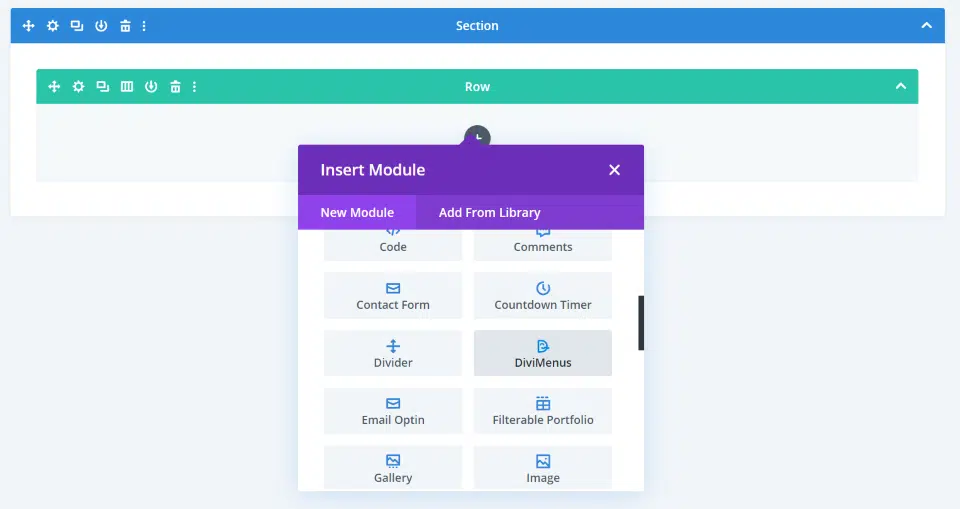 Section
Row
Insert Module
New Module Add From Library
Code Comments
Contact Form Countdown Timer
Divider DiviMenus
Email Optin Filterable Portfolio
Gallery Image